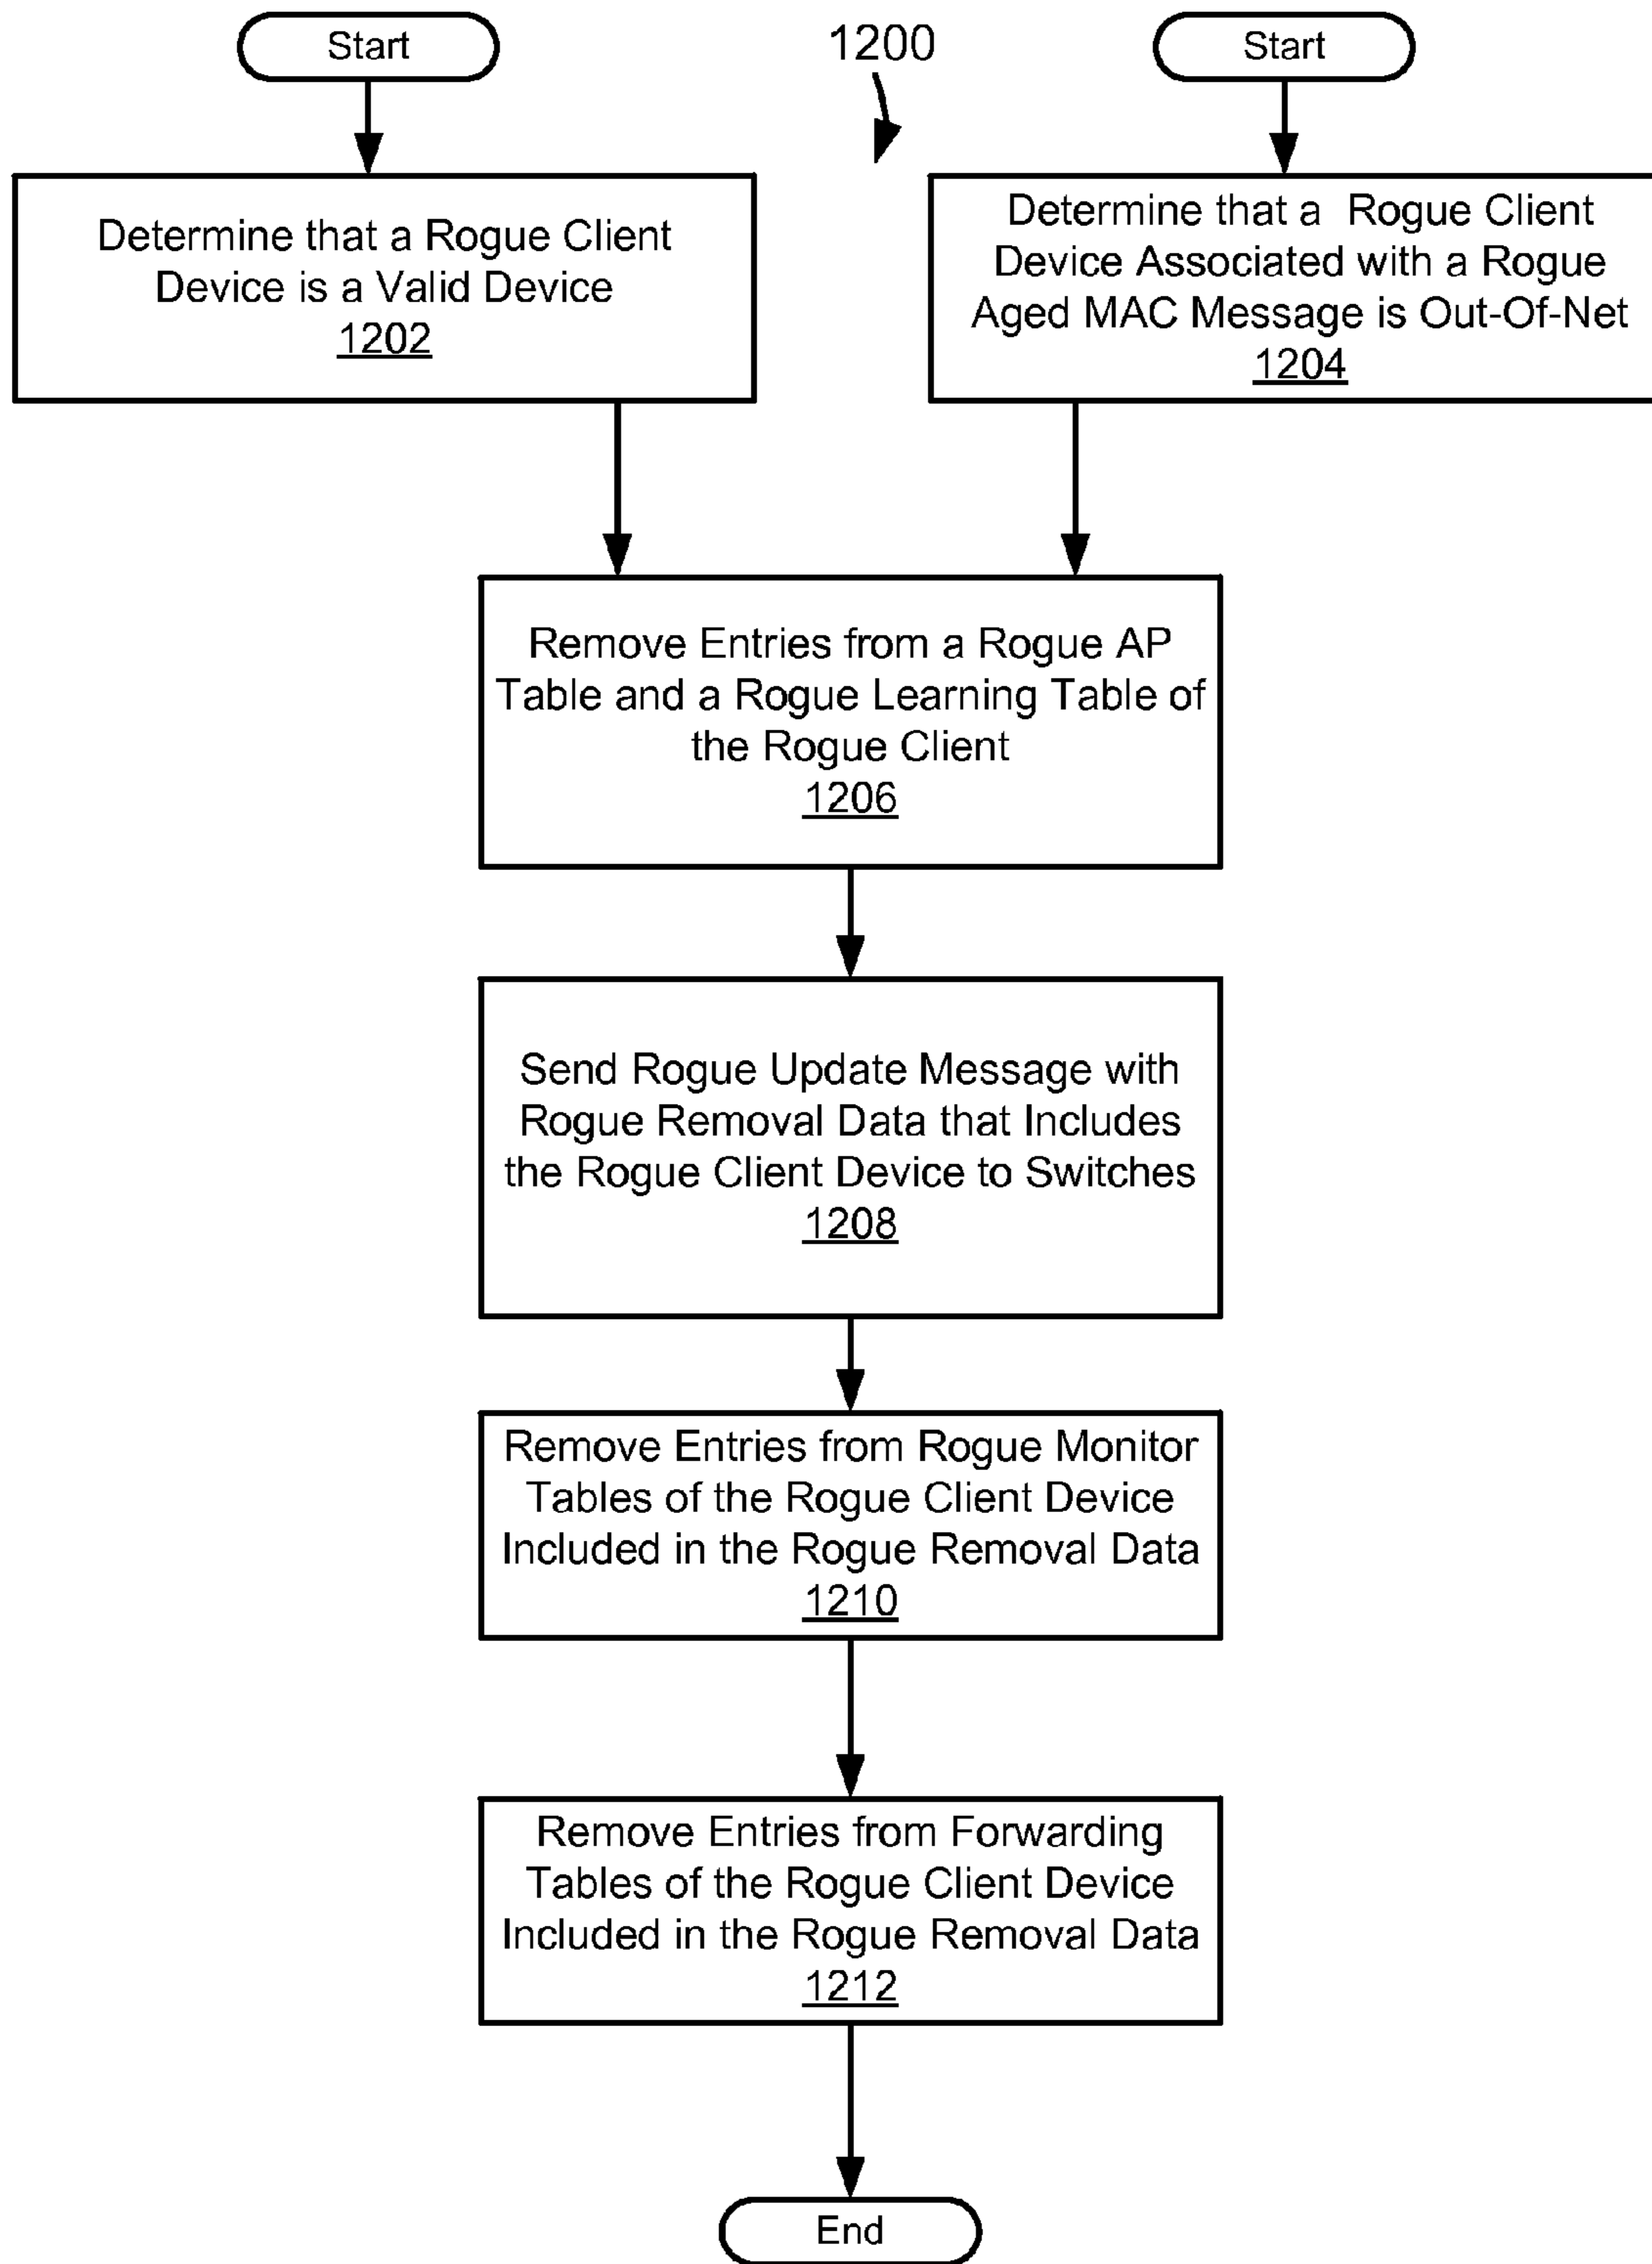 Start
1200
Start
Determine that a Rogue Client
Device is a Valid Device
1202
Determine that a Rogue Client
Device Associated with a Rogue
Aged MAC Message is Out-Of-Net
1204
Remove Entries from a Rogue AP
Table and a Rogue Learning Table of
the Rogue Client
1206
Send Rogue Update Message with
Rogue Removal Data that Includes
the Rogue Client Device to Switches
1208
Remove Entries from Rogue Monitor
Tables of the Rogue Client Device
Included in the Rogue Removal Data
1210
Remove Entries from Forwarding
Tables of the Rogue Client Device
Included in the Rogue Removal Data
1212
End